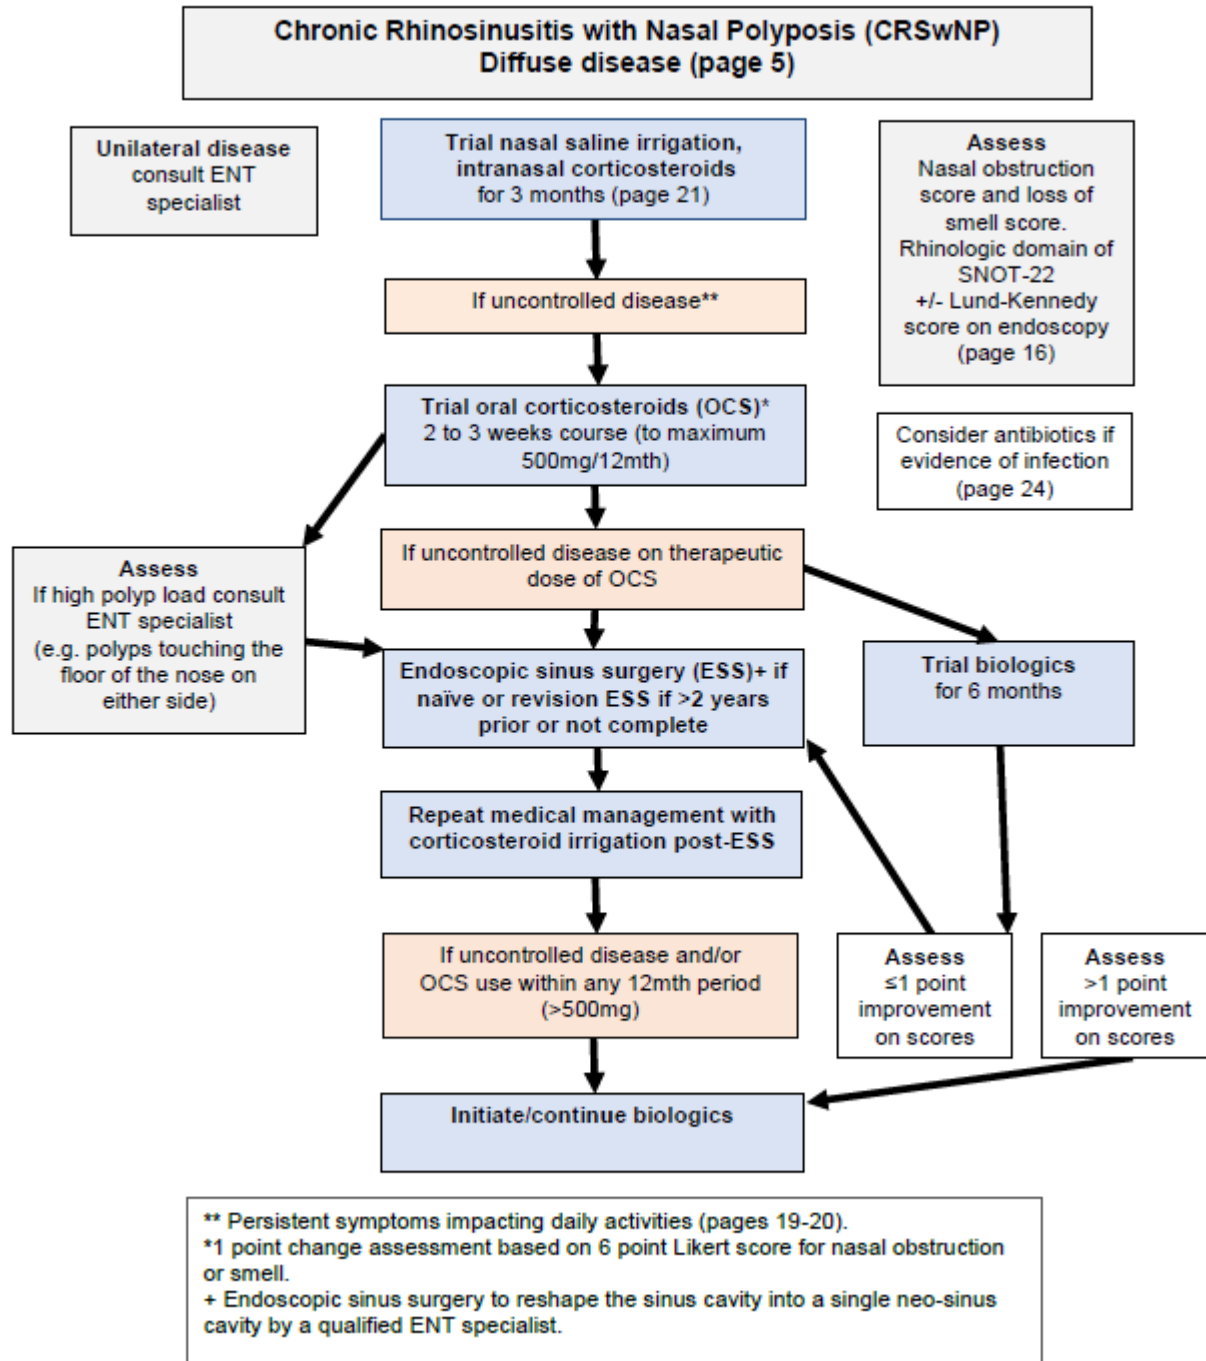 Chronic Rhinosinusitis with Nasal Polyposis (CRSwNP)
Diffuse disease (page 5)
Unilateral disease
consult ENT
specialist
Trial nasal saline irrigation,
intranasal corticosteroids
for 3 months (page 21)
Assess
Nasal obstruction
score and loss of
smell score.
Rhinologic domain of
SNOT-22
+/- Lund-Kennedy
score on endoscopy
(page 16)
If uncontrolled disease**
Trial oral corticosteroids (OCS)*
2 to 3 weeks course (to maximum
500mg/12mth)
Consider antibiotics if
evidence of infection
(page 24)
If uncontrolled disease on therapeutic
dose of OCS
Assess
If high polyp load consult
ENT specialist
(e.g. polyps touching the
floor of the nose on
either side)
Endoscopic sinus surgery (ESS)+ if
naïve or revision ESS if >2 years
prior or not complete
Trial biologics
for 6 months
Repeat medical management with
corticosteroid irrigation post-ESS
If uncontrolled disease and/or
OCS use within any 12mth period
(>500mg)
Assess
≤1 point
improvement
on scores
Assess
>1 point
improvement
on scores
Initiate/continue biologics
** Persistent symptoms impacting daily activities (pages 19-20).
*1 point change assessment based on 6 point Likert score for nasal obstruction
or smell.
+ Endoscopic sinus surgery to reshape the sinus cavity into a single neo-sinus
cavity by a qualified ENT specialist.